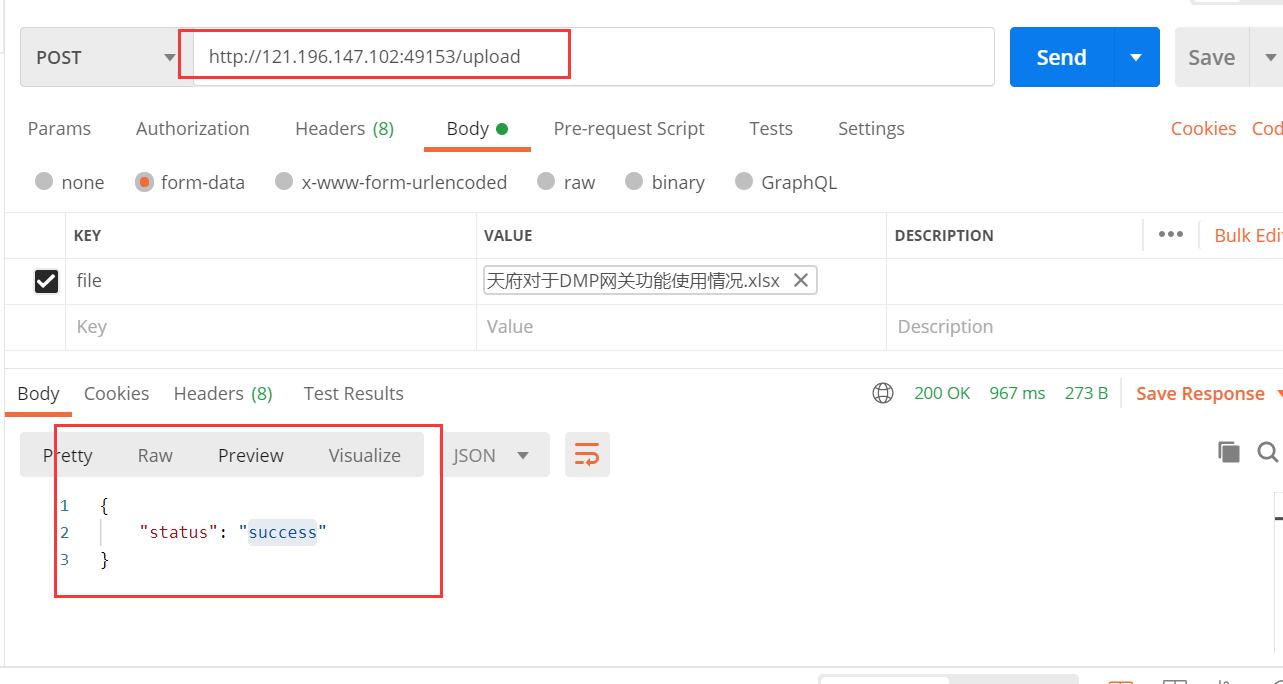 POST http://121.196.147.102:49153/upload Send Save
Params Authorization Headers (8) Body Pre-request Script Tests Settings Cookies Cod
none form-data x-www-form-urlencoded raw binary GraphQL
KEY VALUE DESCRIPTION ••• Bulk Edi
file 天府对于DMP网关功能使用情况.xlsx
Key Value Description
Body Cookies Headers (8) Test Results 200 OK 967 ms 273 B Save Response
Pretty Raw Preview Visualize JSON
1 {
2 "status": "success"
3 }